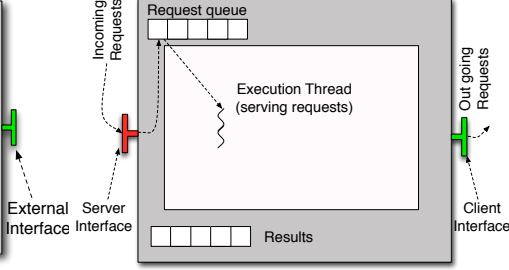 Incoming
Requests
Request queue
Execution Thread
(serving requests)
Out going
Requests
External
Interface
Server
Interface
Results
Client
Interface